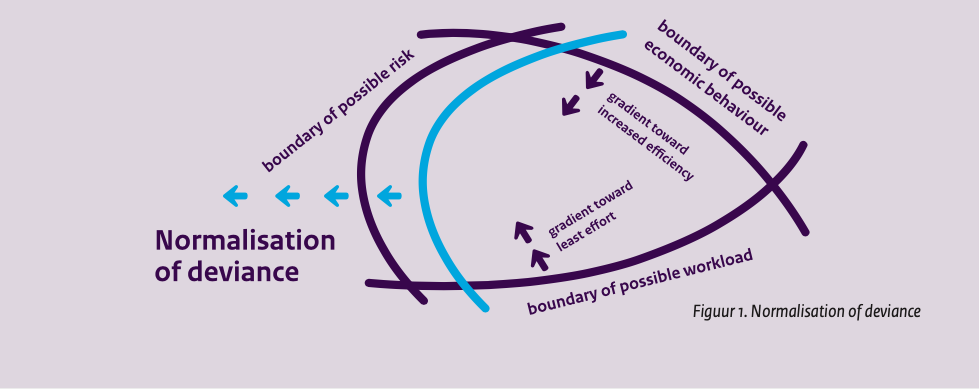 boundary of possible risk
boundary of possible
economic behaviour
gradient toward
increased efficiency
gradient toward
least effort
Normalisation
of deviance
boundary of possible workload
Figuur 1. Normalisation of deviance